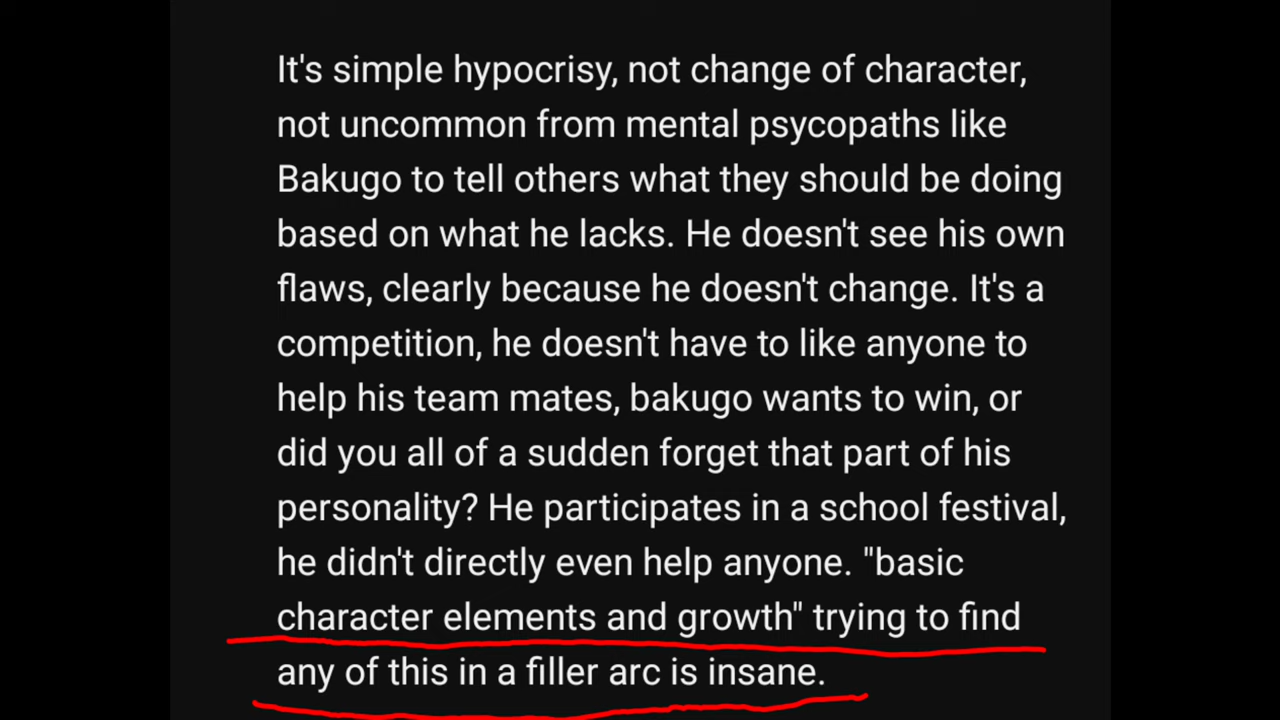 It's simple hypocrisy, not change of character,
not uncommon from mental psycopaths like
Bakugo to tell others what they should be doing
based on what he lacks. He doesn't see his own
flaws, clearly because he doesn't change. It's a
competition, he doesn't have to like anyone to
help his team mates, bakugo wants to win, or
did you all of a sudden forget that part of his
personality? He participates in a school festival,
he didn't directly even help anyone. "basic
character elements and growth" trying to find
any of this in a filler arc is insane.